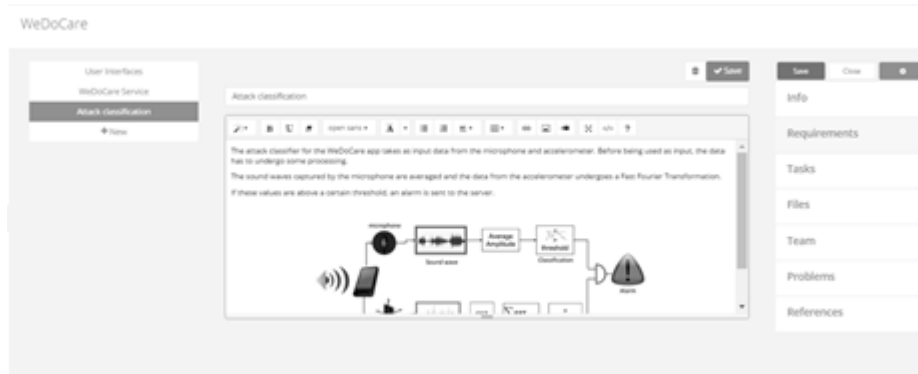 WeDoCare
User Interfaces
WeDoCare Service
Attack classification
+ New
Save
Attack classification
open sans
The attack classifier for the WeDoCare app takes as input data from the microphone and accelerometer. Before being used as input, the data
has to undergo some processing.
The sound waves captured by the microphone are averaged and the data from the accelerometer undergoes a Fast Fourier Transformation.
If these values are above a certain threshold, an alarm is sent to the server.
microphone
Sound wave
Average
Amplitude
threshold
Classification
Alarm
Save
Close
Info
Requirements
Tasks
Files
Team
Problems
References